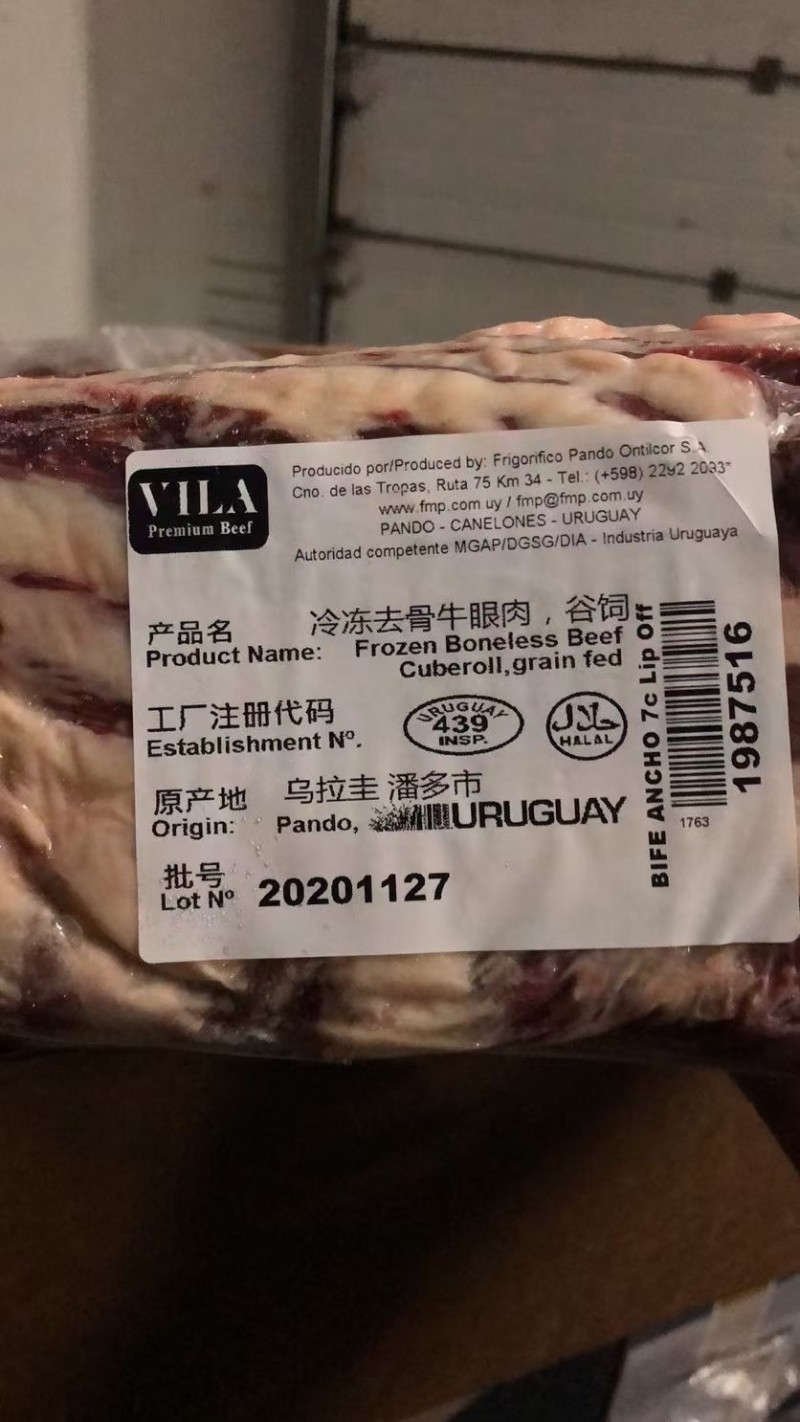 VILA
Premium Beef
Producido por/Produced by: Frigorifico Pando Ontilcor S.A
Cno. de las Tropas, Ruta 75 Km 34 - Tel.: (+598) 2292
www.fmp.com.uy / fmp@fmp.com.uy
PANDO - CANELONES - URUGUAY
Autoridad competente MGAP/DGSG/DIA - Industria Uruguaya
产品名 冷冻去骨牛眼肉，谷饲
Product Name: Frozen Boneless Beef
Cuberoll,grain fed
工厂注册代码
Establishment Nº.
URUGUAY
439
INSP.
حلال
HALAL
原产地 乌拉圭 潘多市
Origin: Pando, URUGUAY
批号
Lot Nº 20201127
BIFE ANCHO 7c Lip Off
1987516
1763